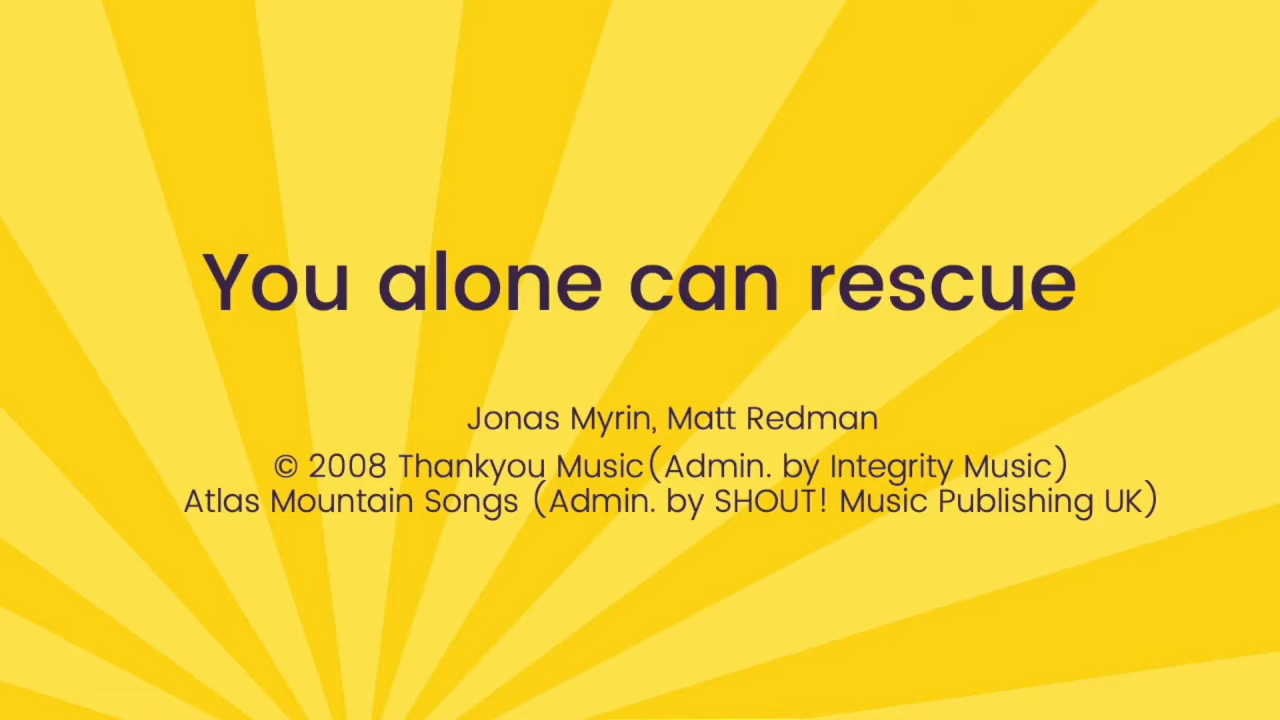 You alone can rescue
Jonas Myrin, Matt Redman
© 2008 Thankyou Music(Admin. by Integrity Music)
Atlas Mountain Songs (Admin. by SHOUT! Music Publishing UK)